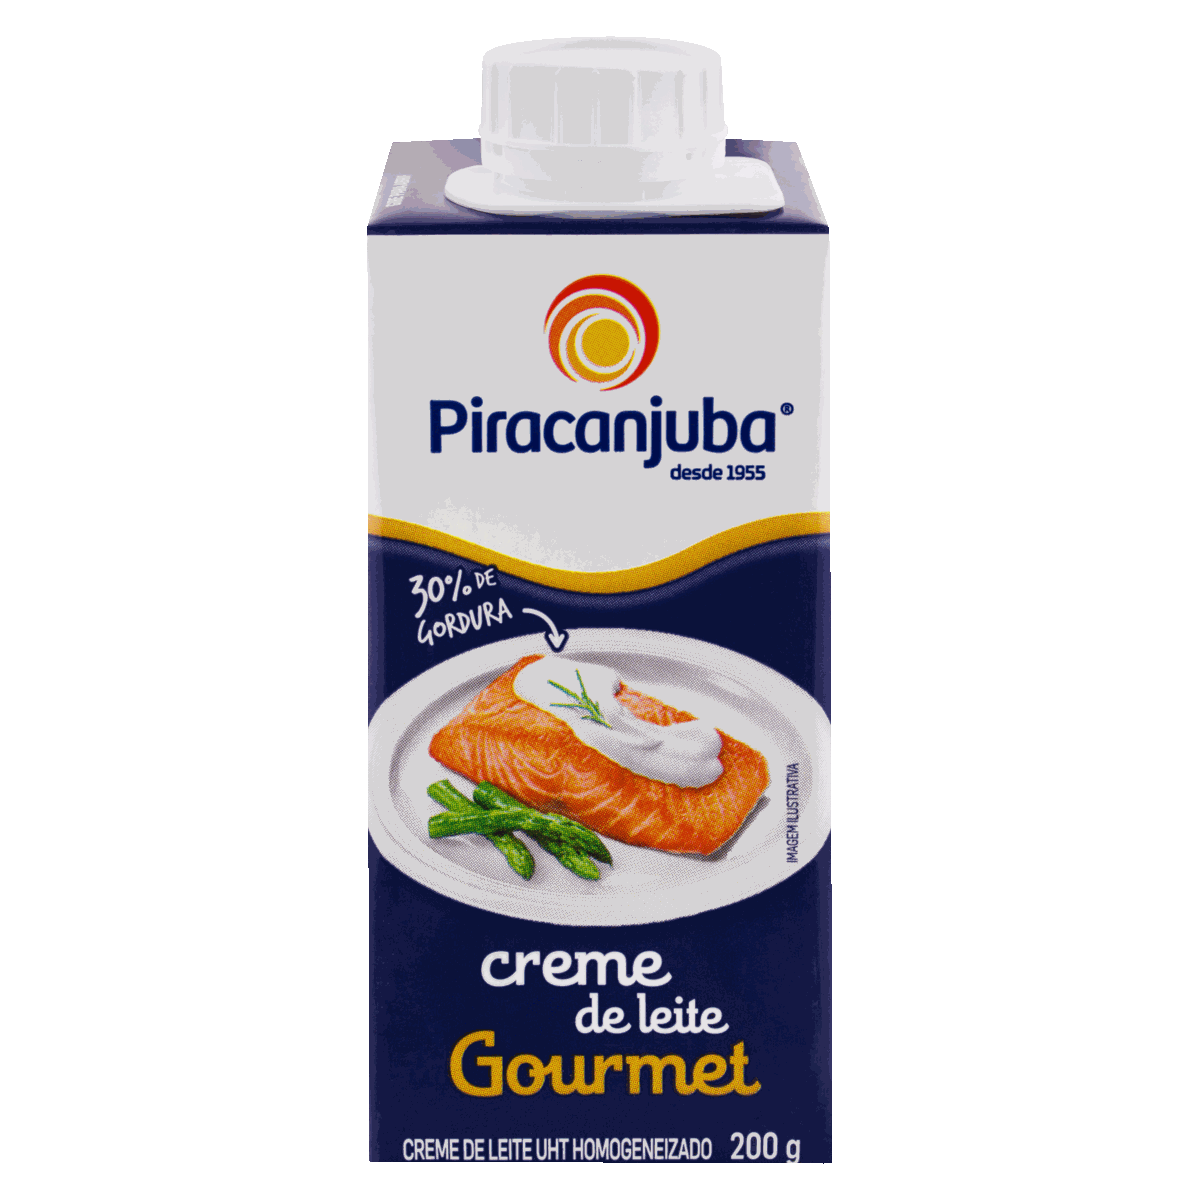 Piracanjuba®
desde 1955
30% DE
GORDURA
IMAGEM ILUSTRATIVA
creme
de leite
Gourmet
CREME DE LEITE UHT HOMOGENEIZADO 200 g